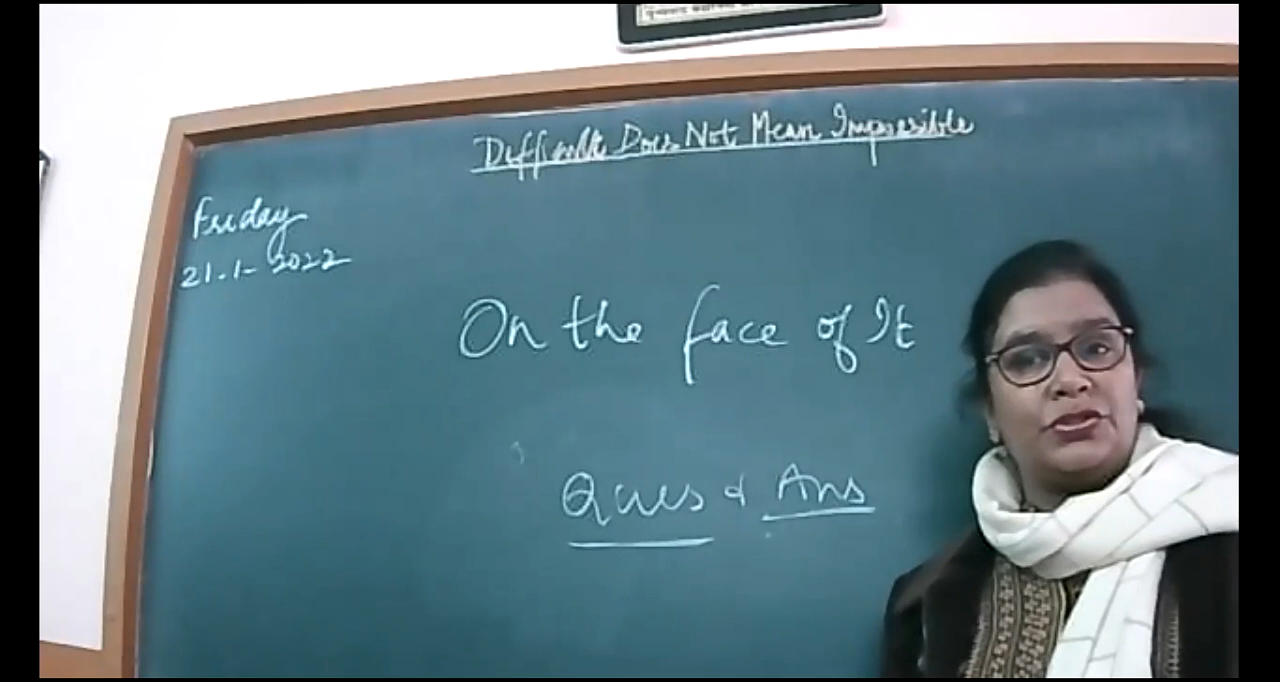 Difficult Does Not Mean Impossible
Friday
21-1-2022
On the face of It
Ques & Ans